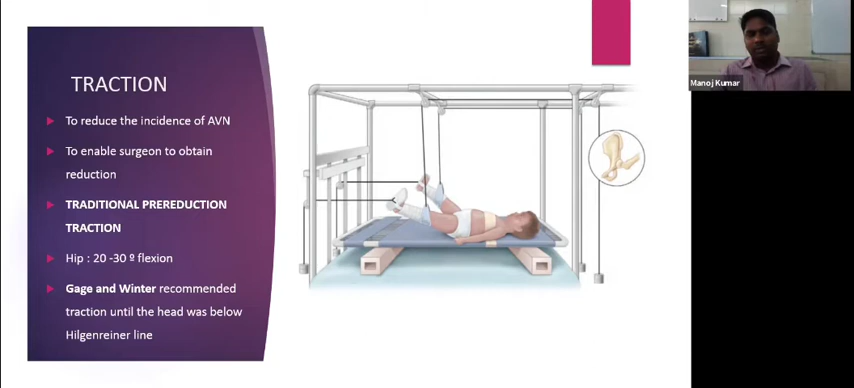 TRACTION
To reduce the incidence of AVN
To enable surgeon to obtain
reduction
TRADITIONAL PREREDUCTION
TRACTION
Hip : 20 -30 º flexion
Gage and Winter recommended
traction until the head was below
Hilgenreiner line
Manoj Kumar